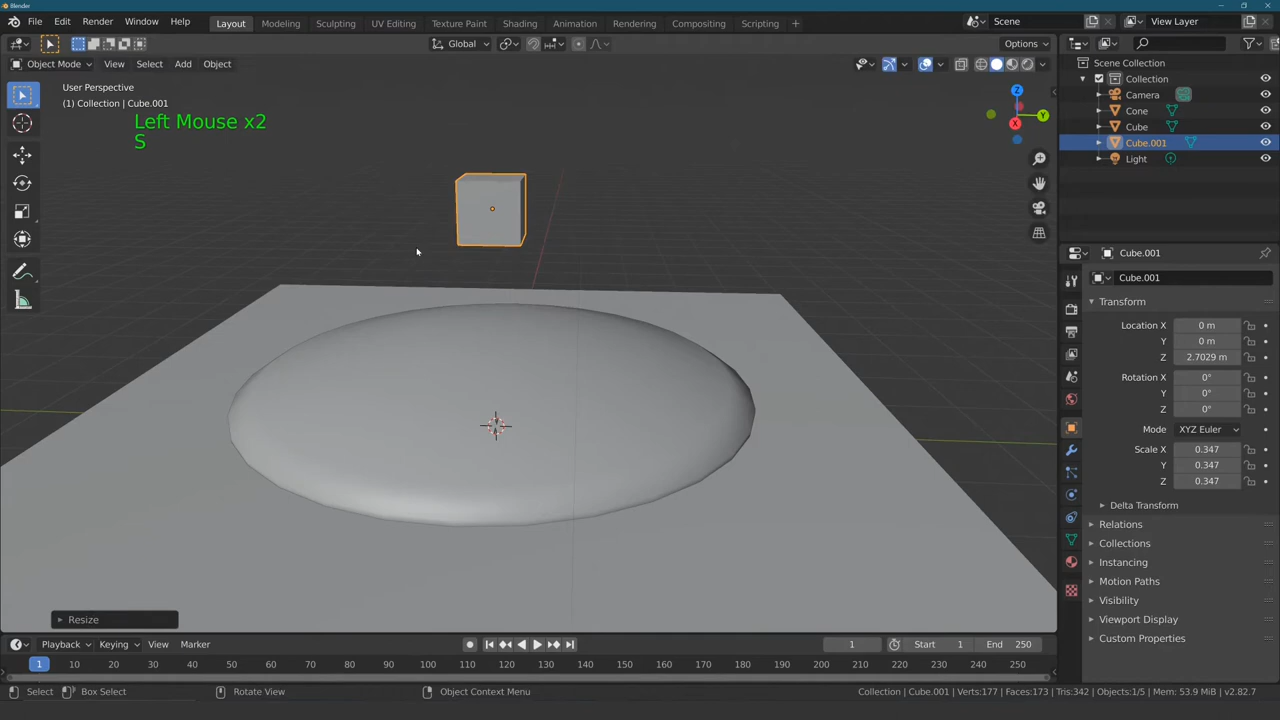 Blender
File Edit Render Window Help
Layout Modeling Sculpting UV Editing Texture Paint Shading Animation Rendering Compositing Scripting +
Scene
View Layer
Global
Options
Object Mode View Select Add Object
User Perspective
(1) Collection | Cube.001
Left Mouse x2
S
Z
Y
X
Scene Collection
Collection
Camera
Cone
Cube
Cube.001
Light
Cube.001
Cube.001
Transform
Location X 0 m
Y 0 m
Z 2.7029 m
Rotation X 0°
Y 0°
Z 0°
Mode XYZ Euler
Scale X 0.347
Y 0.347
Z 0.347
Delta Transform
Relations
Collections
Instancing
Motion Paths
Visibility
Viewport Display
Custom Properties
Resize
Playback Keying View Marker
1 Start 1 End 250
1 10 20 30 40 50 60 70 80 90 100 110 120 130 140 150 160 170 180 190 200 210 220 230 240 250
Select Box Select Rotate View Object Context Menu
Collection | Cube.001 | Verts:177 | Faces:173 | Tris:342 | Objects:1/5 | Mem: 53.9 MiB | v2.82.7